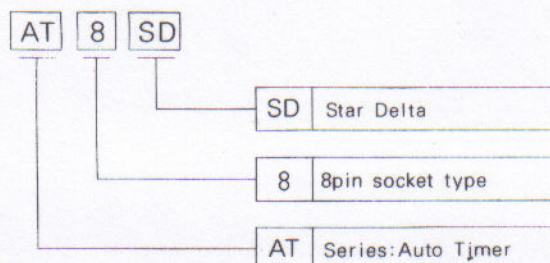 AT 8 SD
SD Star Delta
8 8pin socket type
AT Series:Auto Timer